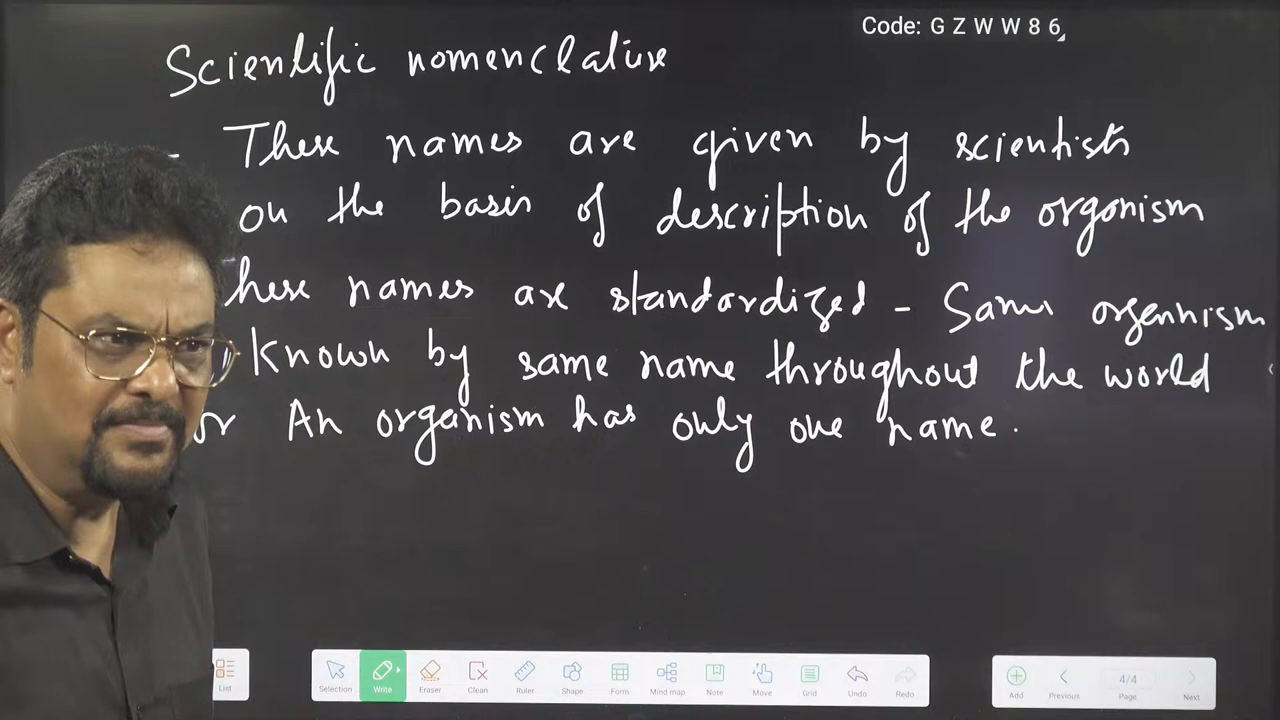 Code: G Z W W 8 6
Scientific nomenclature
- These names are given by scientists
on the basis of description of the organism
hese names are standardized - Same organism
Known by same name throughout the world
or An organism has only one name.
List
Selection Write Eraser Clean Ruler Shape Form Mind map Note Move Grid Undo Redo
Add Previous 4/4 Page Next